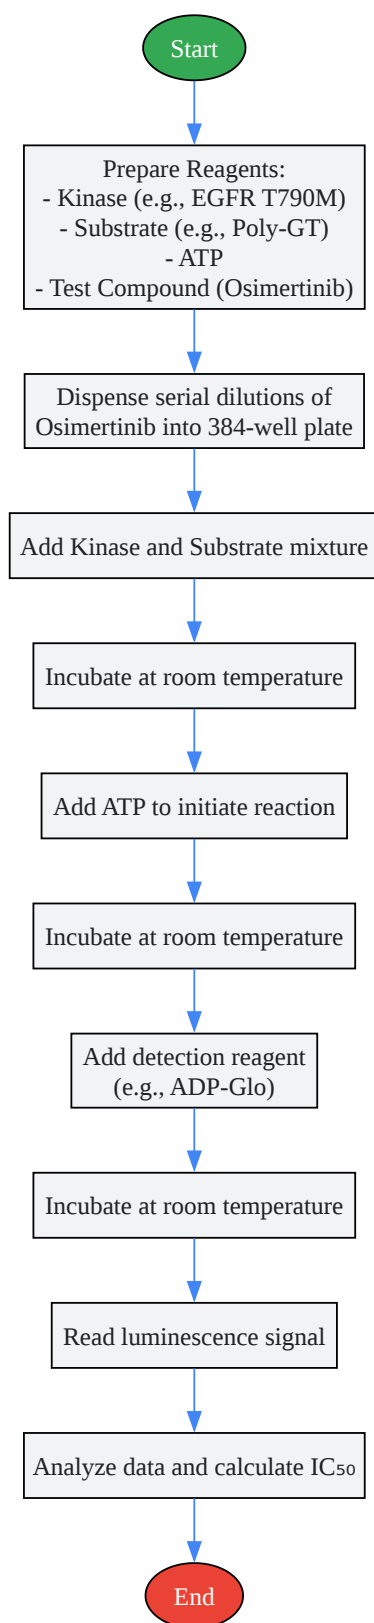 Start
Prepare Reagents:
- Kinase (e.g., EGFR T790M)
- Substrate (e.g., Poly-GT)
- ATP
- Test Compound (Osimertinib)
Dispense serial dilutions of
Osimertinib into 384-well plate
Add Kinase and Substrate mixture
Incubate at room temperature
Add ATP to initiate reaction
Incubate at room temperature
Add detection reagent
(e.g., ADP-Glo)
Incubate at room temperature
Read luminescence signal
Analyze data and calculate IC₅₀
End